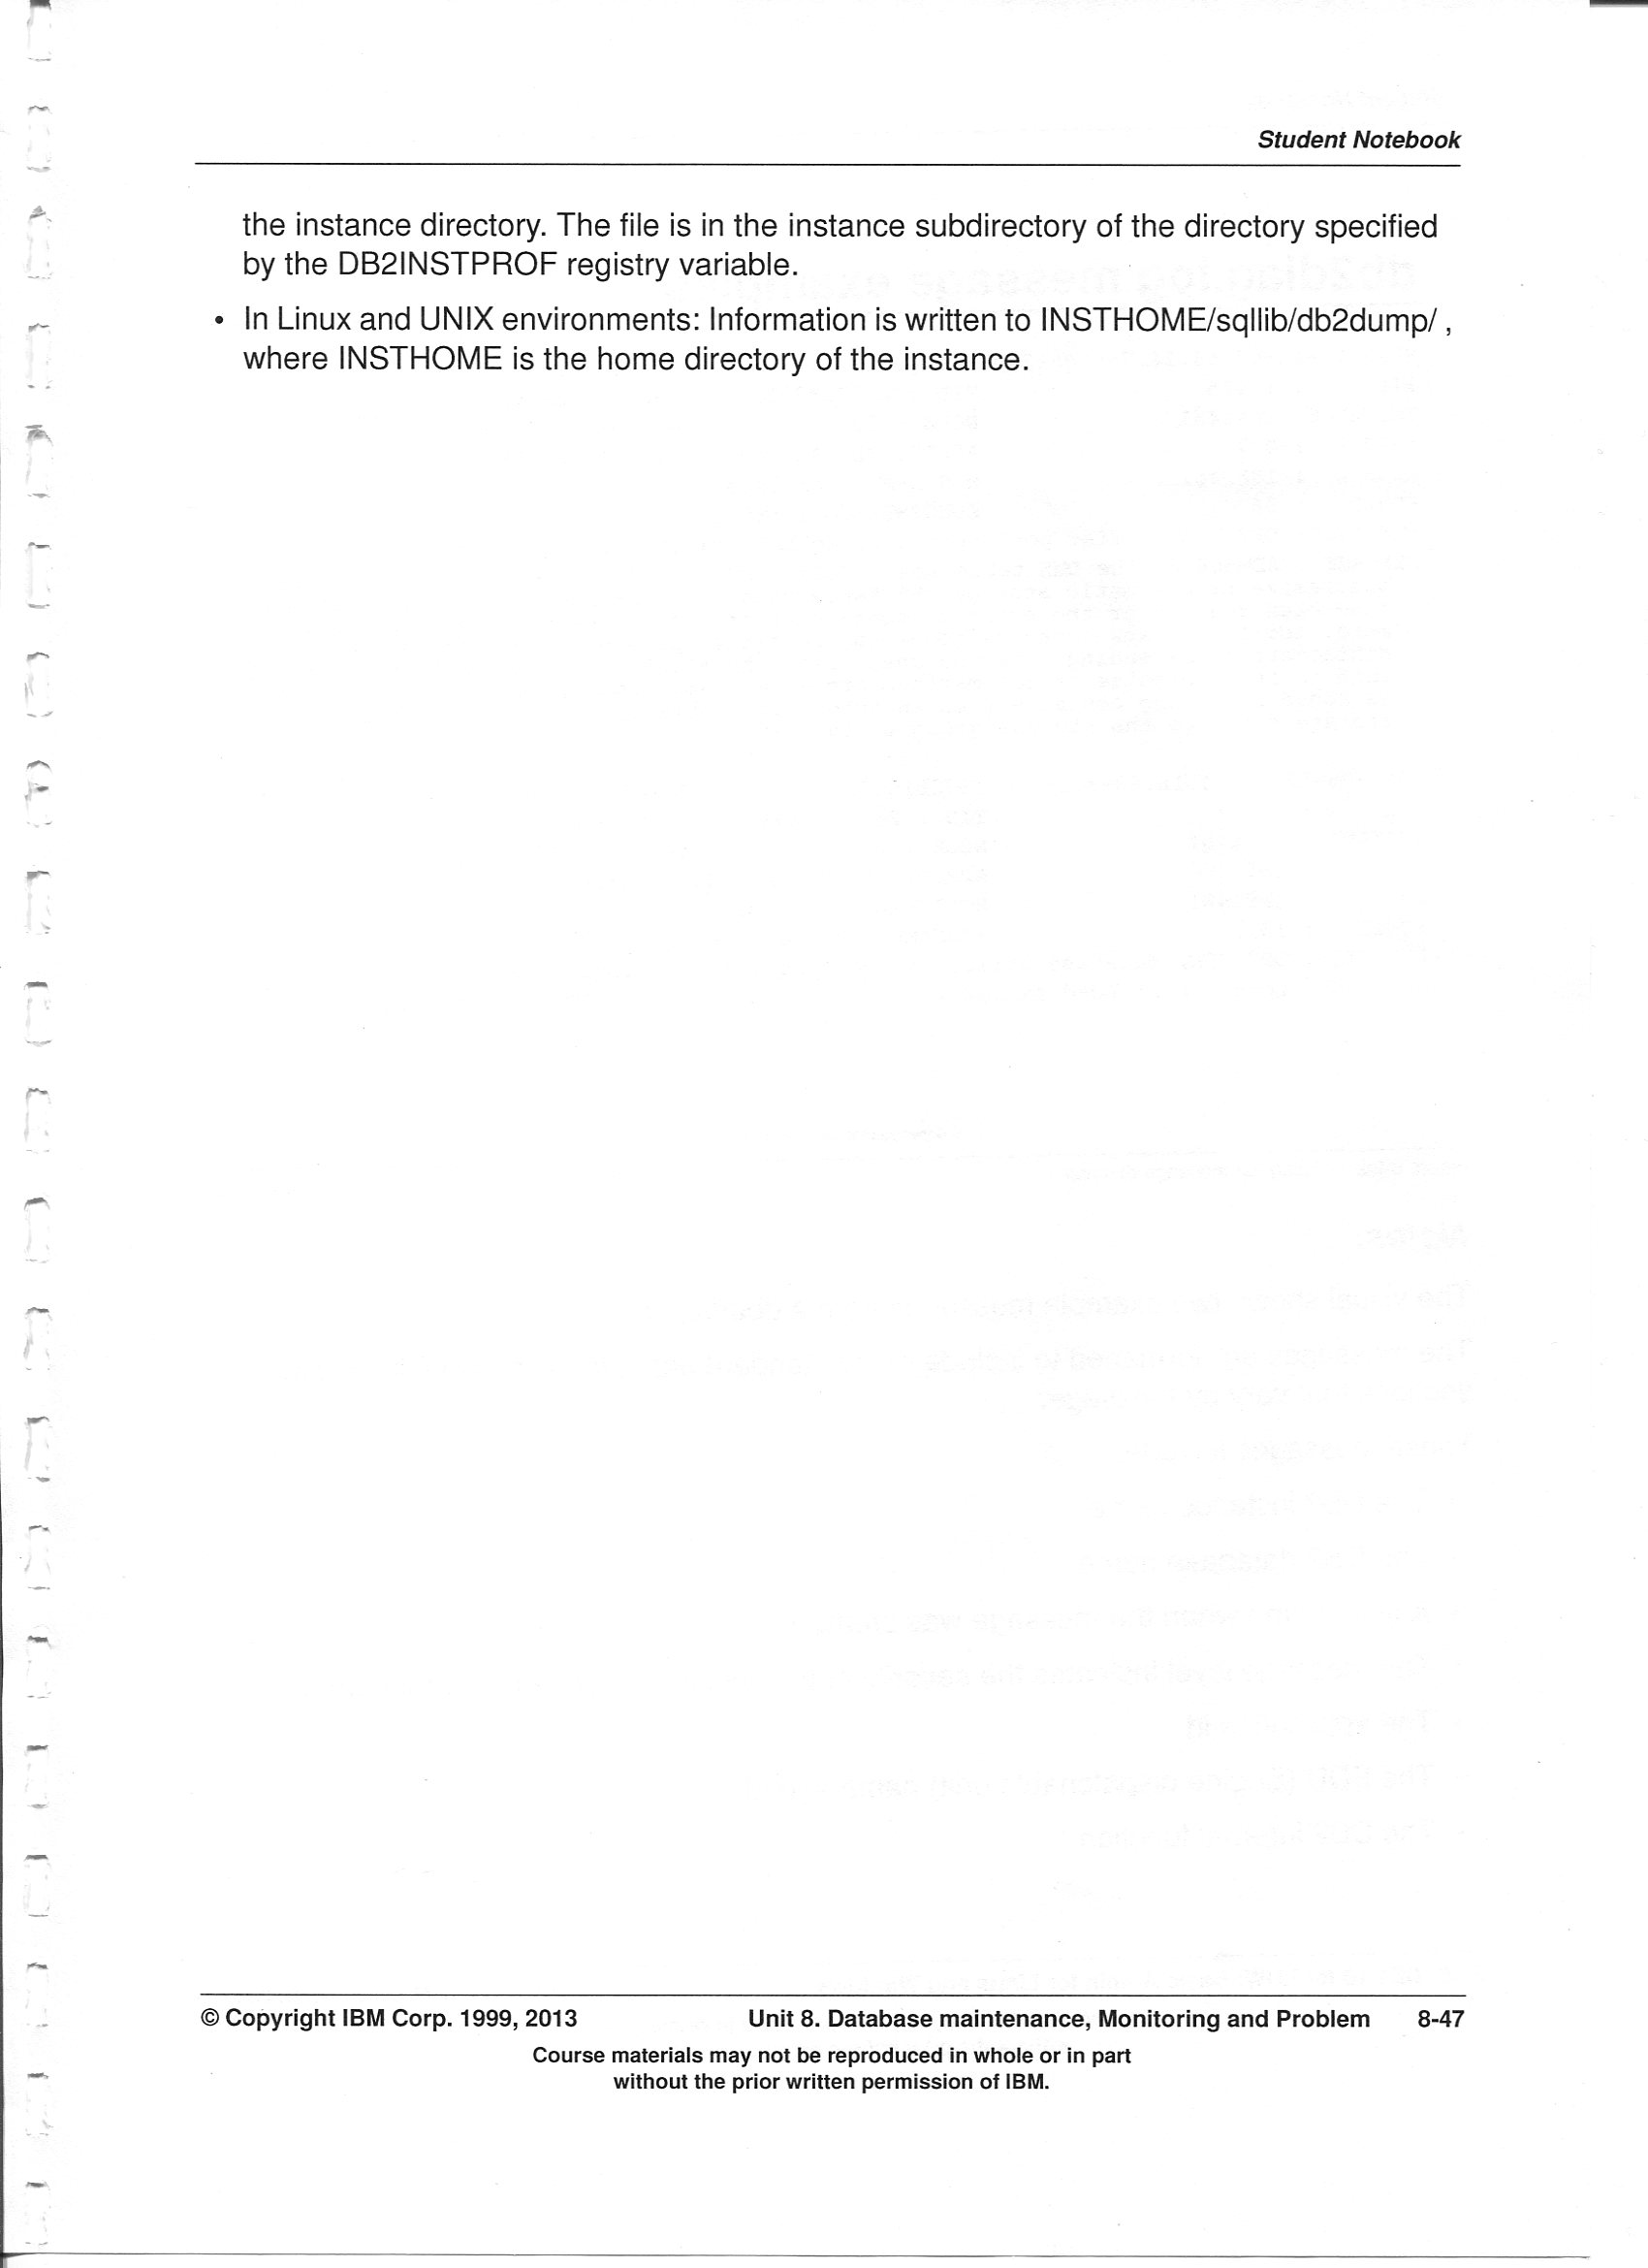 Student Notebook
the instance directory. The file is in the instance subdirectory of the directory specified
by the DB2INSTPROF registry variable.
• In Linux and UNIX environments: Information is written to INSTHOME/sqllib/db2dump/ ,
where INSTHOME is the home directory of the instance.
© Copyright IBM Corp. 1999, 2013 Unit 8. Database maintenance, Monitoring and Problem 8-47
Course materials may not be reproduced in whole or in part
without the prior written permission of IBM.